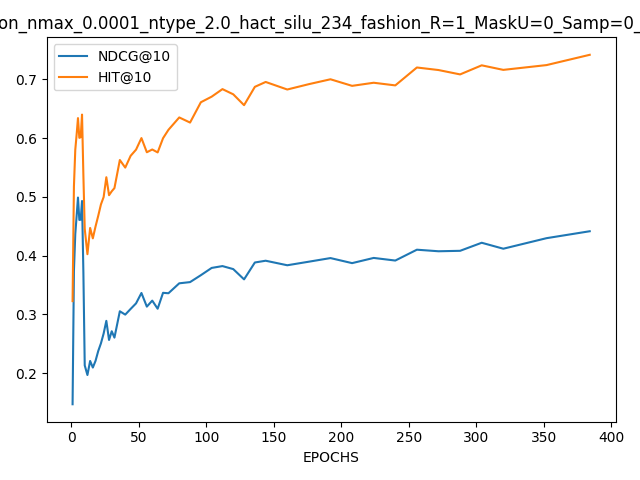 on_nmax_0.0001_ntype_2.0_hact_silu_234_fashion_R=1_MaskU=0_Samp=0_
NDCG@10
HIT@10
0.7
0.6
0.5
0.4
0.3
0.2
0 50 100 150 200 250 300 350 400
EPOCHS